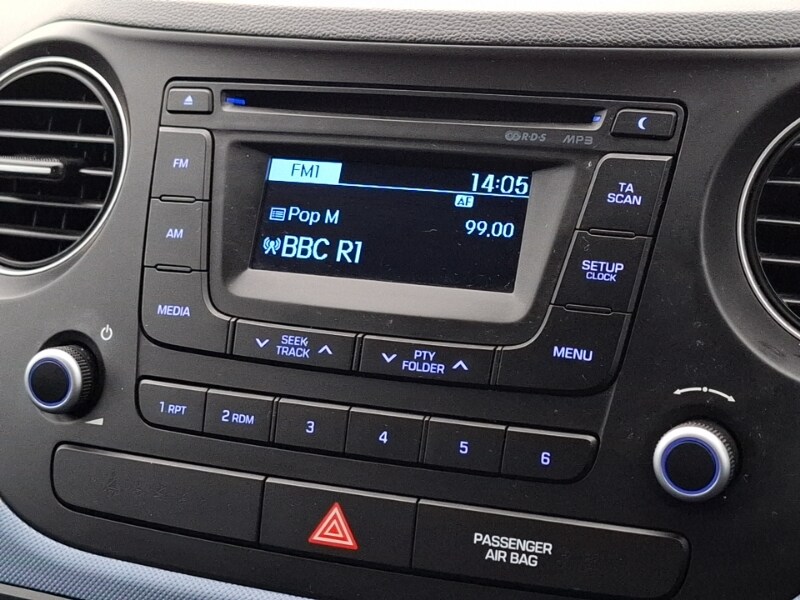 R·D·S MP3
FM
FM1
14:05
TA
SCAN
AF
Pop M
99.00
AM
BBC R1
SETUP
CLOCK
MEDIA
SEEK
TRACK
PTY
FOLDER
MENU
1 RPT
2 RDM
3
4
5
6
PASSENGER
AIR BAG